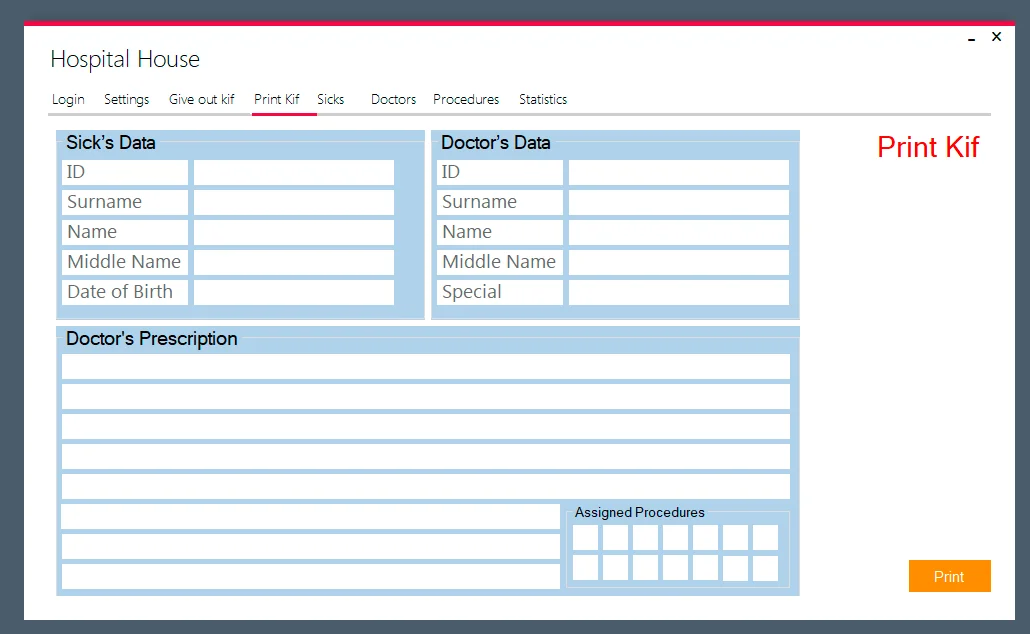 Hospital House
Login Settings Give out kif Print Kif Sicks Doctors Procedures Statistics
Sick’s Data
ID
Surname
Name
Middle Name
Date of Birth
Doctor’s Data
ID
Surname
Name
Middle Name
Special
Print Kif
Doctor's Prescription
Assigned Procedures
Print